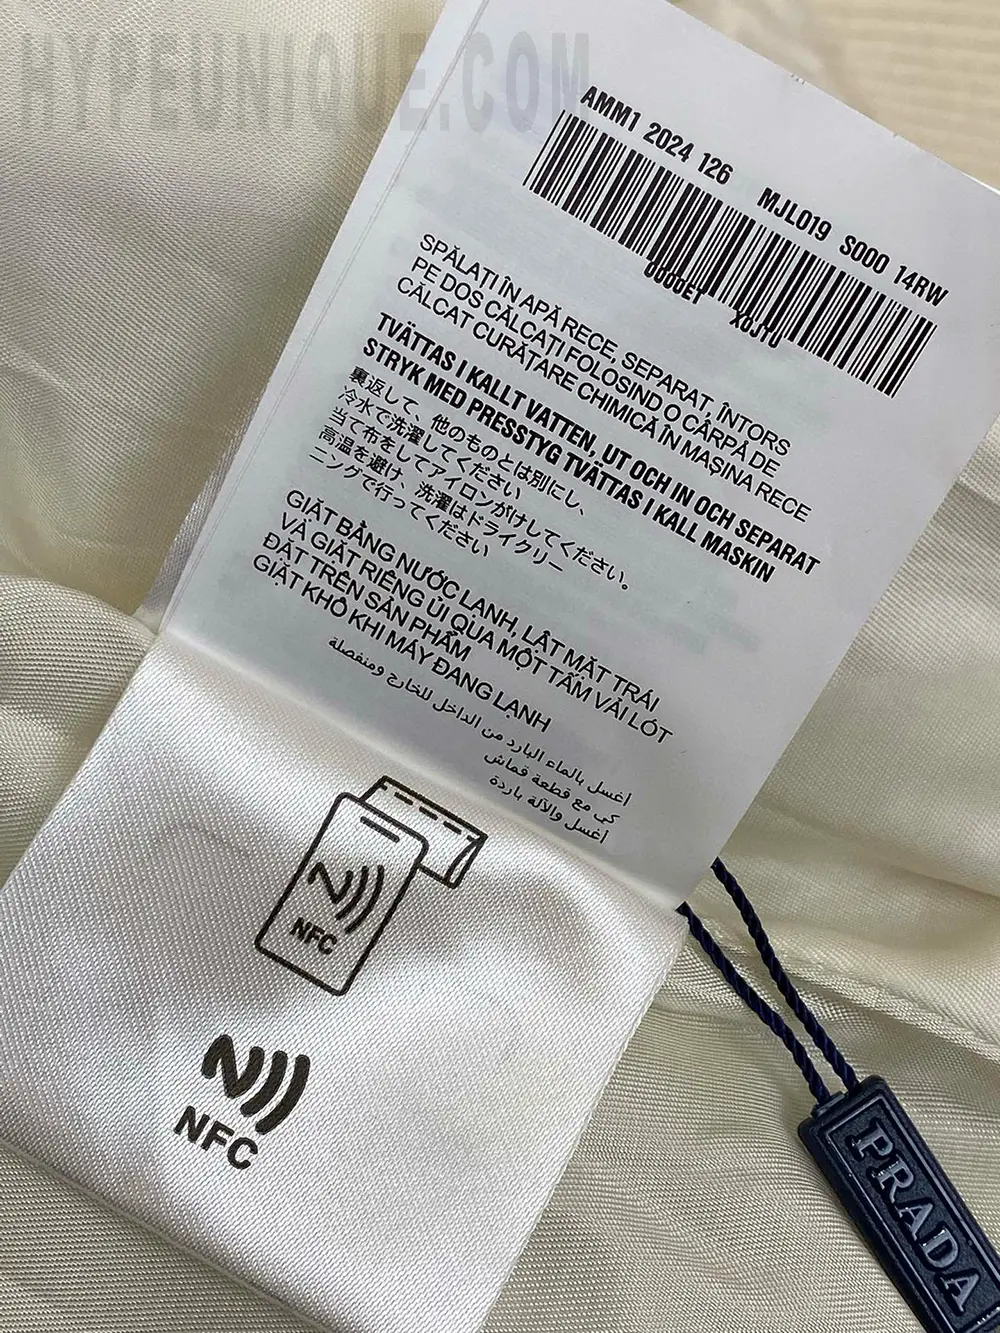 HYPEUNIQUE.COM
AMM1 2024 126 MJL019 S000 14RW
0000ET X0J10
SPĂLAȚI ÎN APĂ RECE, SEPARAT, ÎNTORS
PE DOS CĂLCAȚI FOLOSIND O CÂRPĂ DE
CĂLCAT CURĂȚARE CHIMICĂ ÎN MAȘINA RECE
TVÄTTAS I KALLT VATTEN, UT OCH IN OCH SEPARAT
STRYK MED PRESSTYG TVÄTTAS I KALL MASKIN
裏返して、他のものとは別にし、
冷水で洗濯してください
当て布をしてアイロンがけしてください。
高温を避け、洗濯はドライクリー
ニングで行ってください
GIẶT BẰNG NƯỚC LẠNH, LẬT MẶT TRÁI
VÀ GIẶT RIÊNG ỦI QUA MỘT TẤM VẢI LÓT
ĐẶT TRÊN SẢN PHẨM
GIẶT KHÔ KHI MÁY ĐANG LẠNH
أغسل بالماء البارد من الداخل للخارج ومنفصلة
كي مع قطعة قماش
أغسل والآلة باردة
NFC
NFC
PRADA